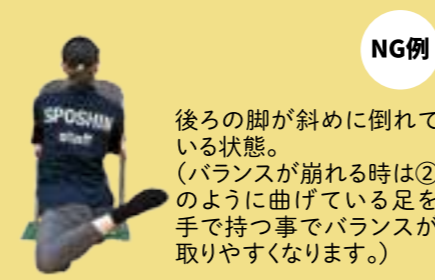 NG例
SPOSHIN
staff
後ろの脚が斜めに倒れて
いる状態。
(バランスが崩れる時は②
のように曲げている足を
手で持つ事でバランスが
取りやすくなります。)